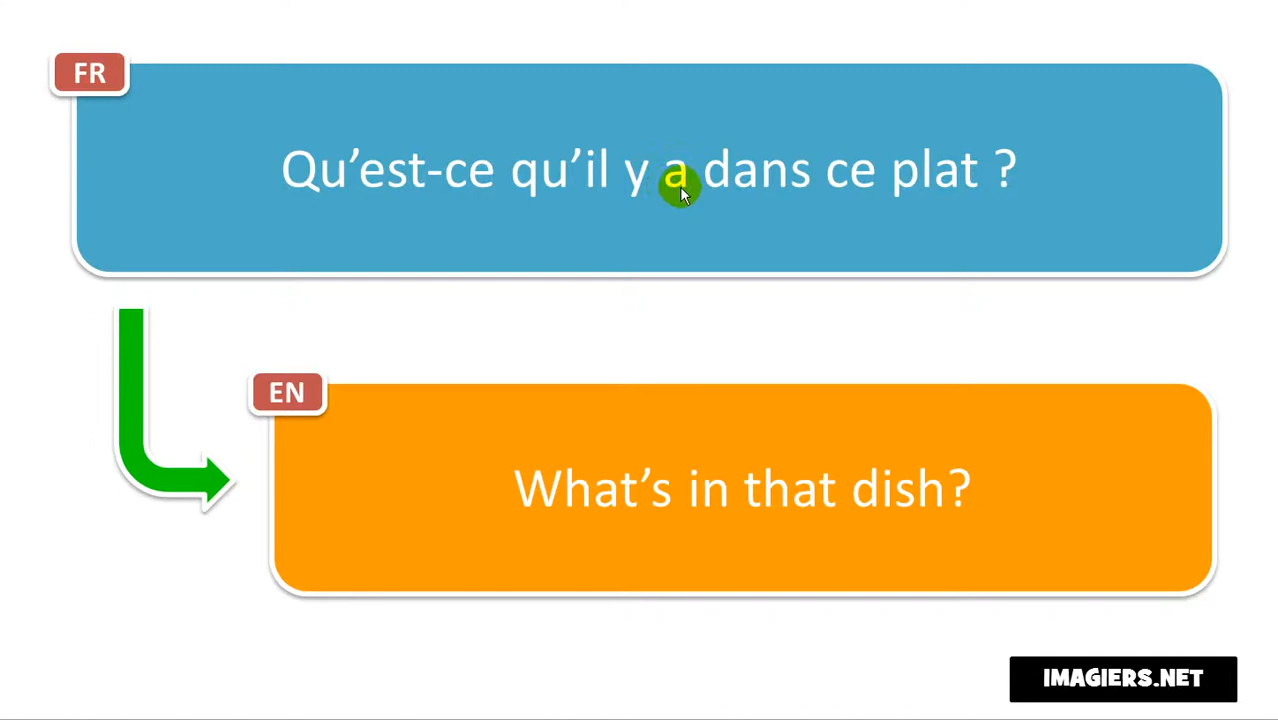 FR
Qu’est-ce qu’il y a dans ce plat ?
EN
What’s in that dish?
IMAGIERS.NET